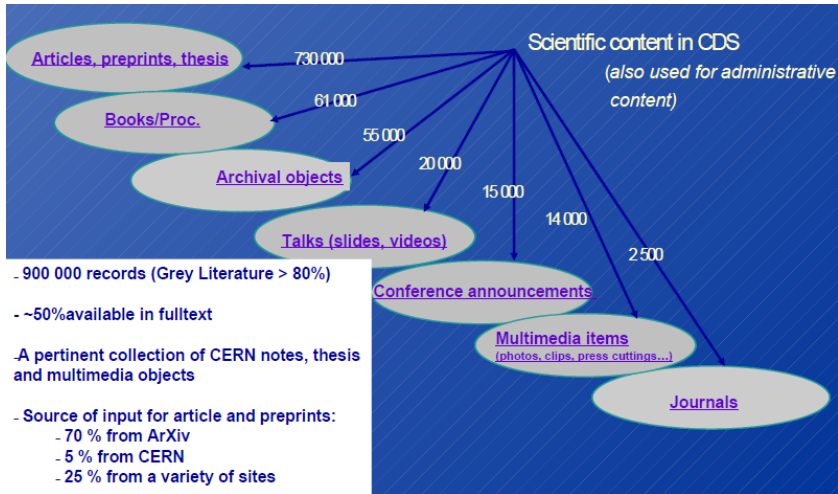 Scientific content in CDS
(also used for administrative
content)
Articles, preprints, thesis
730 000
Books/Proc.
61 000
Archival objects
55 000
Talks (slides, videos)
20 000
Conference announcements
15 000
Multimedia items
(photos, clips, press cuttings...)
14 000
Journals
2 500
- 900 000 records (Grey Literature > 80%)
- ~50%available in fulltext
-A pertinent collection of CERN notes, thesis
and multimedia objects
- Source of input for article and preprints:
- 70 % from ArXiv
- 5 % from CERN
- 25 % from a variety of sites